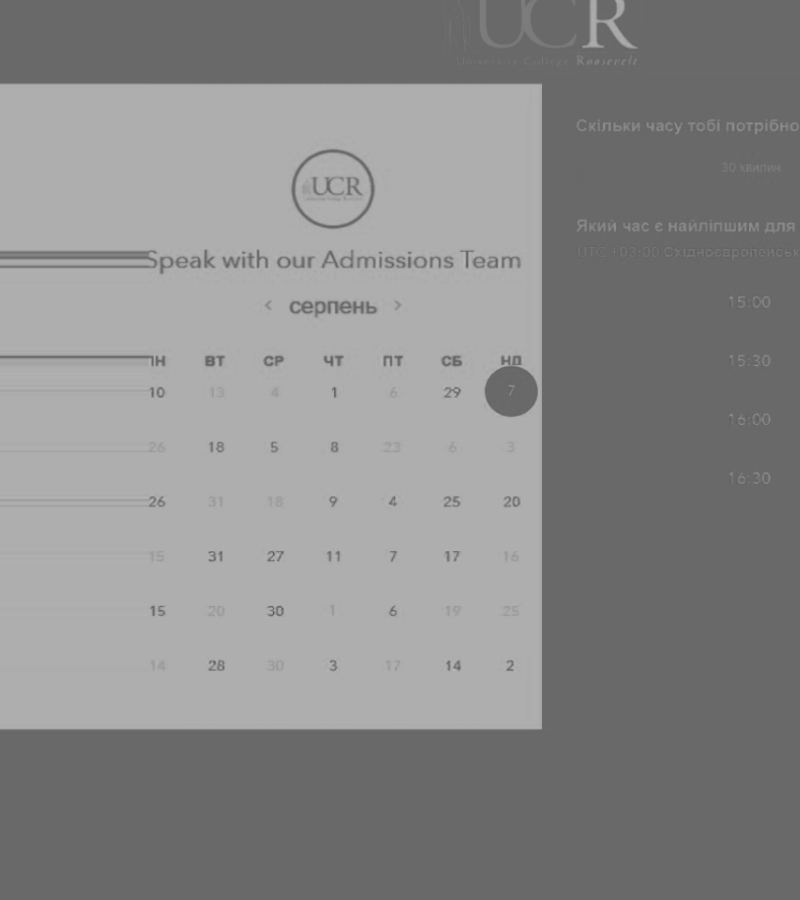 UCR
University College Roosevelt
UCR
Speak with our Admissions Team
< серпень >
ПН ВТ СР ЧТ ПТ СБ НД
10 13 4 1 6 29 7
26 18 5 8 23 6 3
26 31 18 9 4 25 20
15 31 27 11 7 17 16
15 20 30 1 6 19 25
14 28 30 3 17 14 2
Скільки часу тобі потрібно
30 хвилин
Який час є найліпшим для
UTC +03:00 Східноєвропейськ
15:00
15:30
16:00
16:30